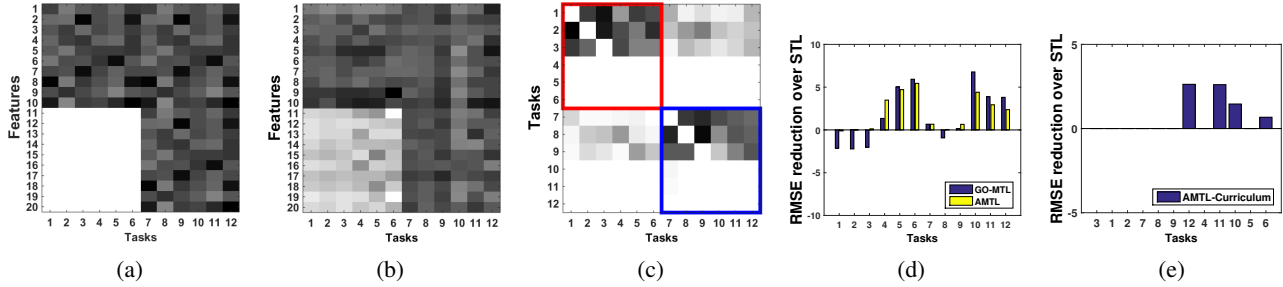 Features
1
2
3
4
5
6
7
8
9
10
11
12
13
14
15
16
17
18
19
20
1 2 3 4 5 6 7 8 9 10 11 12
Tasks
(a)
Features
1
2
3
4
5
6
7
8
9
10
11
12
13
14
15
16
17
18
19
20
1 2 3 4 5 6 7 8 9 10 11 12
Tasks
(b)
Tasks
1
2
3
4
5
6
7
8
9
10
11
12
1 2 3 4 5 6 7 8 9 10 11 12
Tasks
(c)
RMSE reduction over STL
10
5
0
-5
-10
GO-MTL
AMTL
1 2 3 4 5 6 7 8 9 10 11 12
Tasks
(d)
RMSE reduction over STL
5
0
-5
AMTL-Curriculum
3 1 2 7 8 9 12 4 11 10 5 6
Tasks
(e)